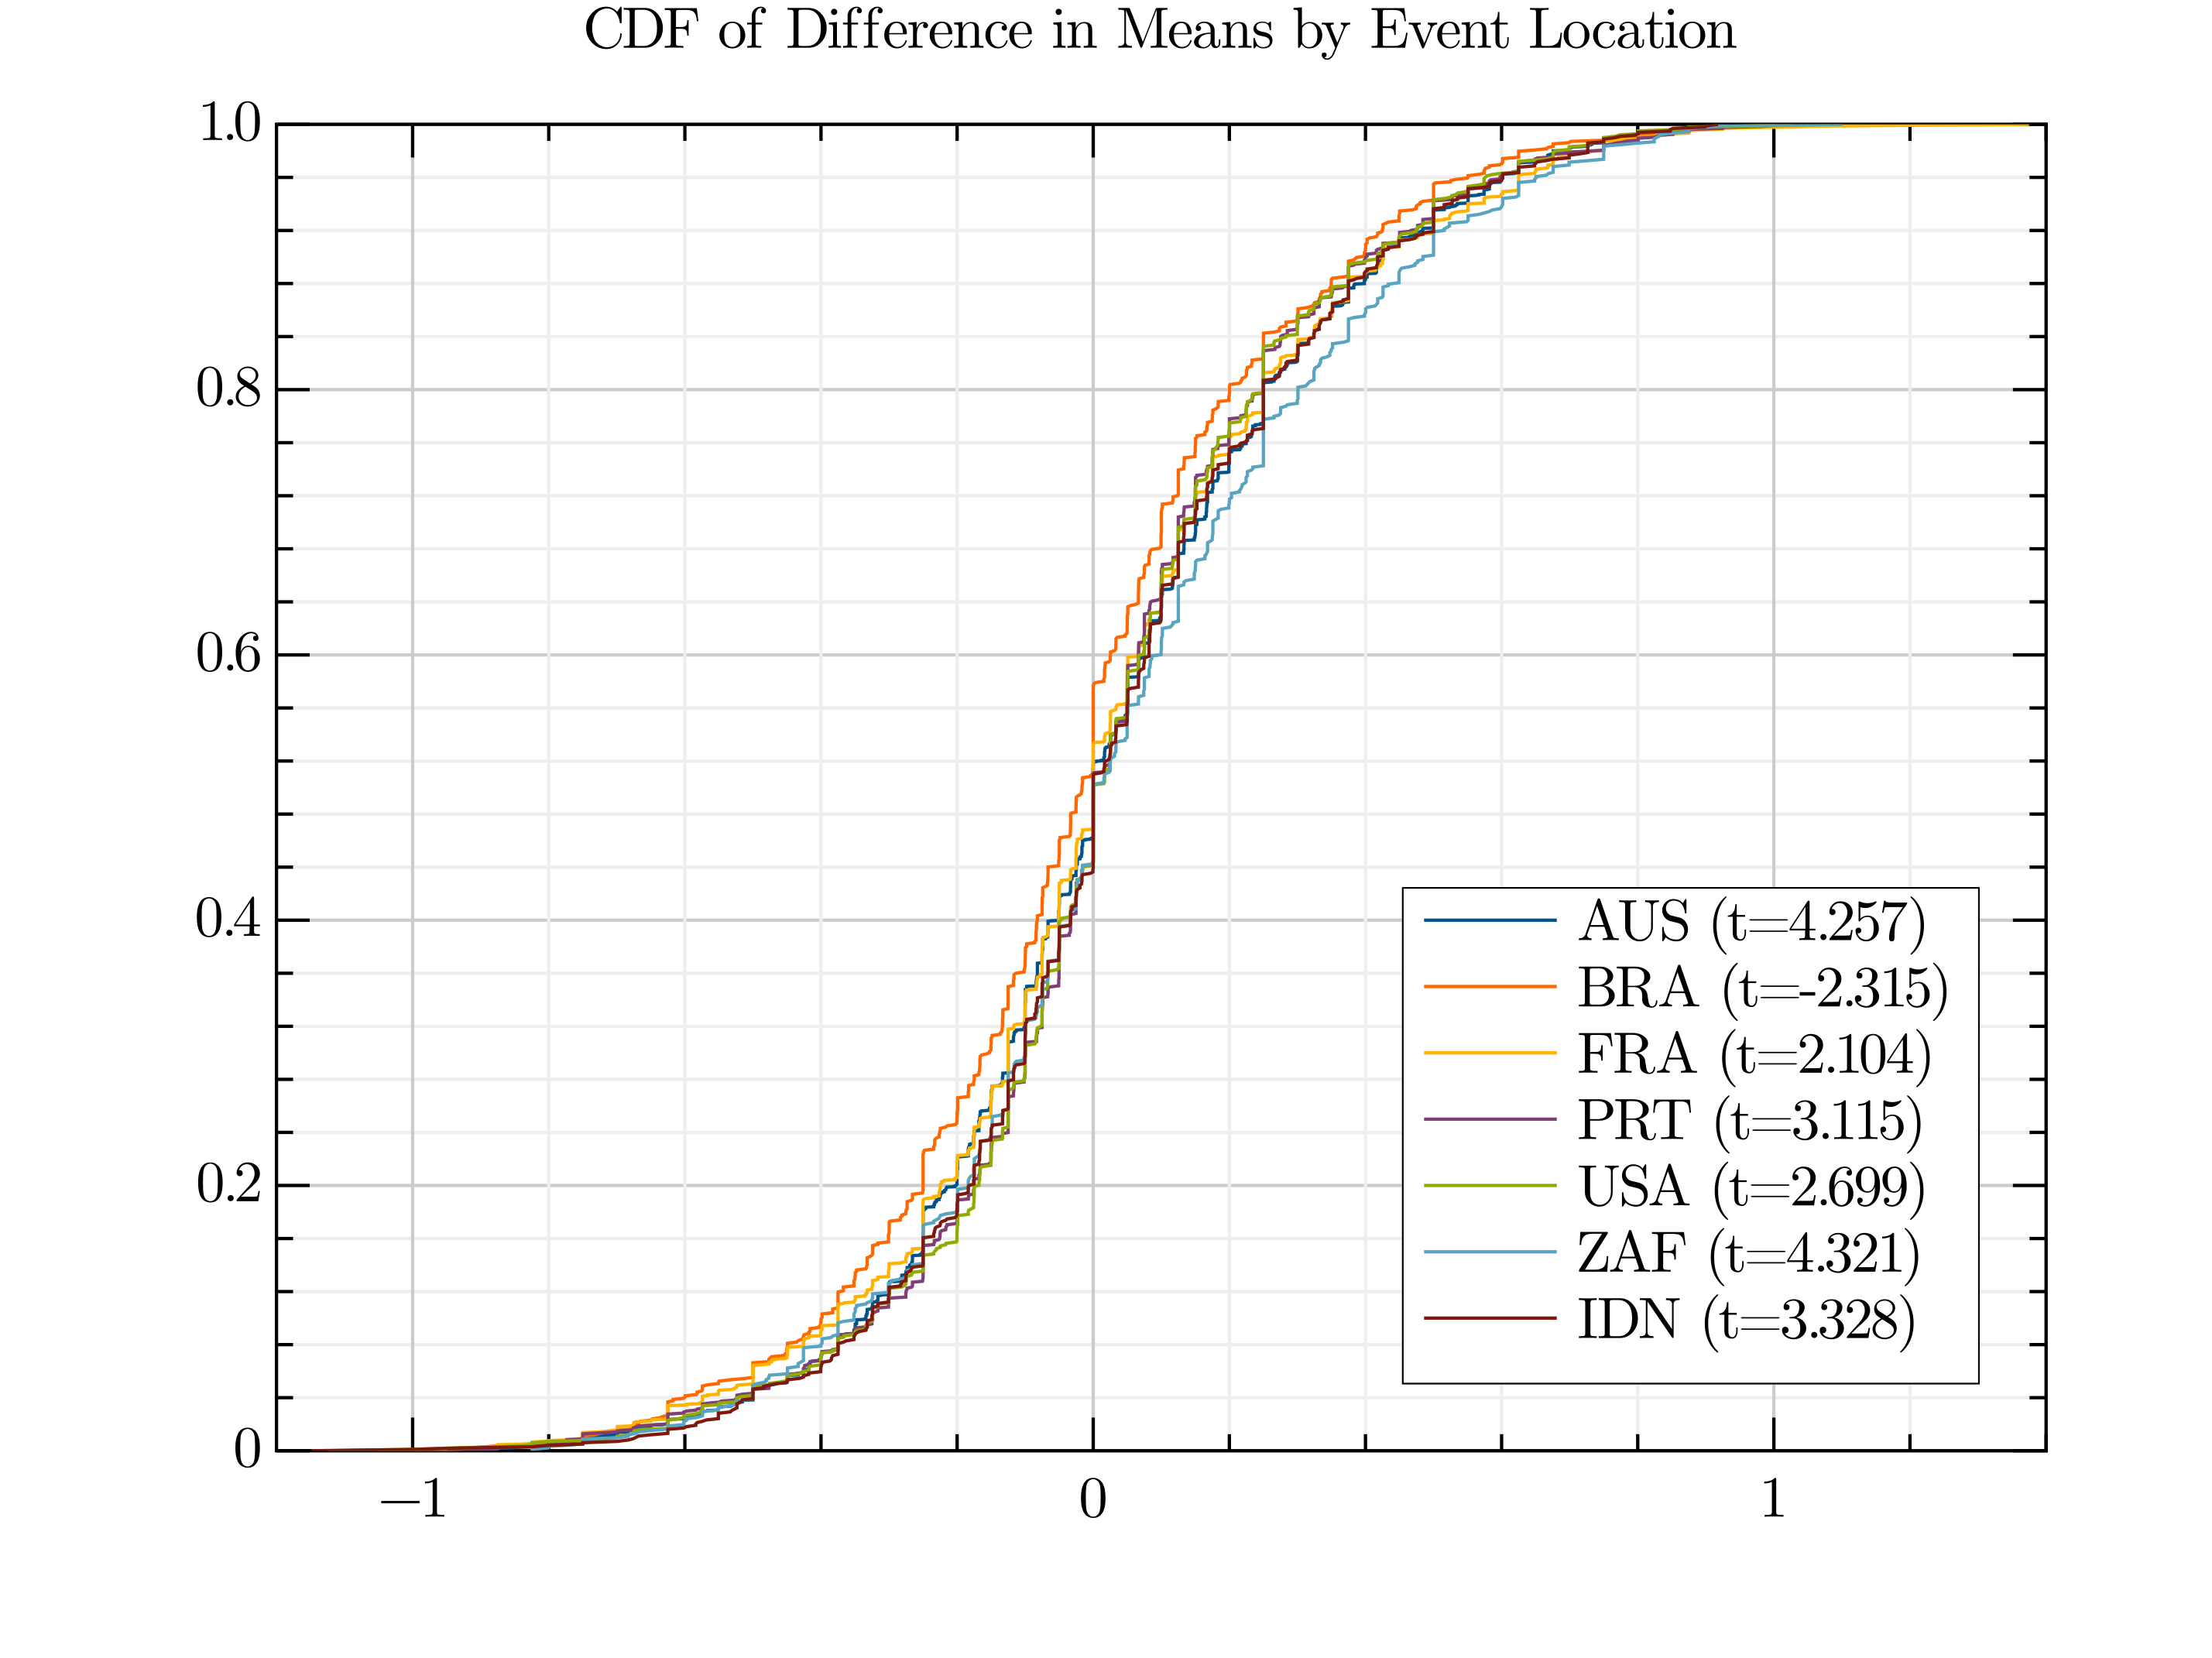 CDF of Difference in Means by Event Location
1.0
0.8
0.6
0.4
0.2
0
−1
0
1
AUS (t=4.257)
BRA (t=-2.315)
FRA (t=2.104)
PRT (t=3.115)
USA (t=2.699)
ZAF (t=4.321)
IDN (t=3.328)